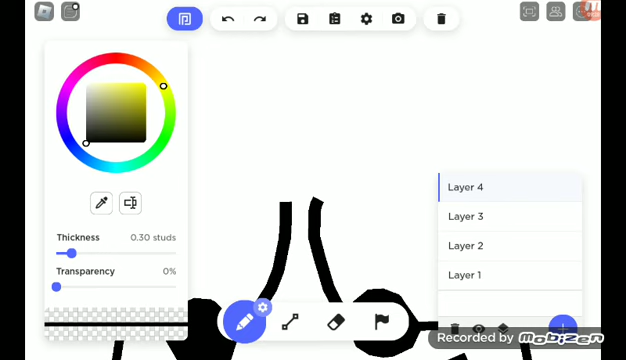 Thickness 0.30 studs
Transparency 0%
Layer 4
Layer 3
Layer 2
Layer 1
Recorded by
Mobizen